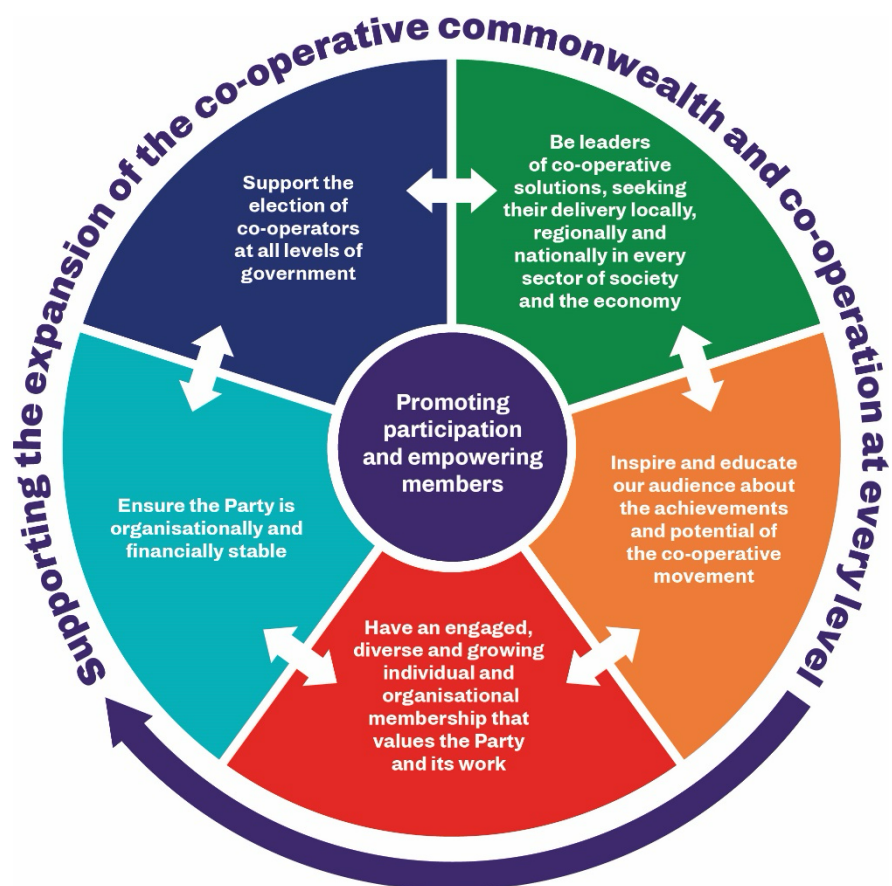 Supporting the expansion of the co-operative commonwealth and co-operation at every level
Support the
election of
co-operators
at all levels of
government
Be leaders
of co-operative
solutions, seeking
their delivery locally,
regionally and
nationally in every
sector of society
and the economy
Promoting
participation
and empowering
members
Inspire and educate
our audience about
the achievements
and potential of
the co-operative
movement
Ensure the Party is
organisationally and
financially stable
Have an engaged,
diverse and growing
individual and
organisational
membership that
values the Party
and its work